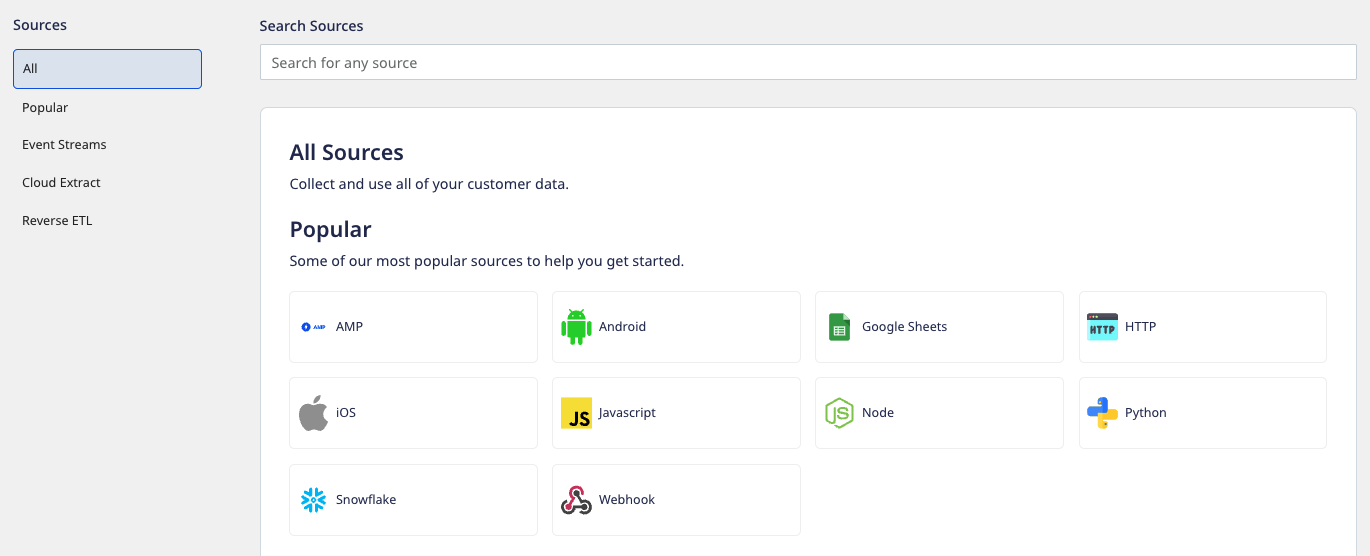 Sources
All
Popular
Event Streams
Cloud Extract
Reverse ETL
Search Sources
Search for any source
All Sources
Collect and use all of your customer data.
Popular
Some of our most popular sources to help you get started.
AMP AMP
Android
Google Sheets
HTTP HTTP
iOS
JS Javascript
JS Node
Python
Snowflake
Webhook